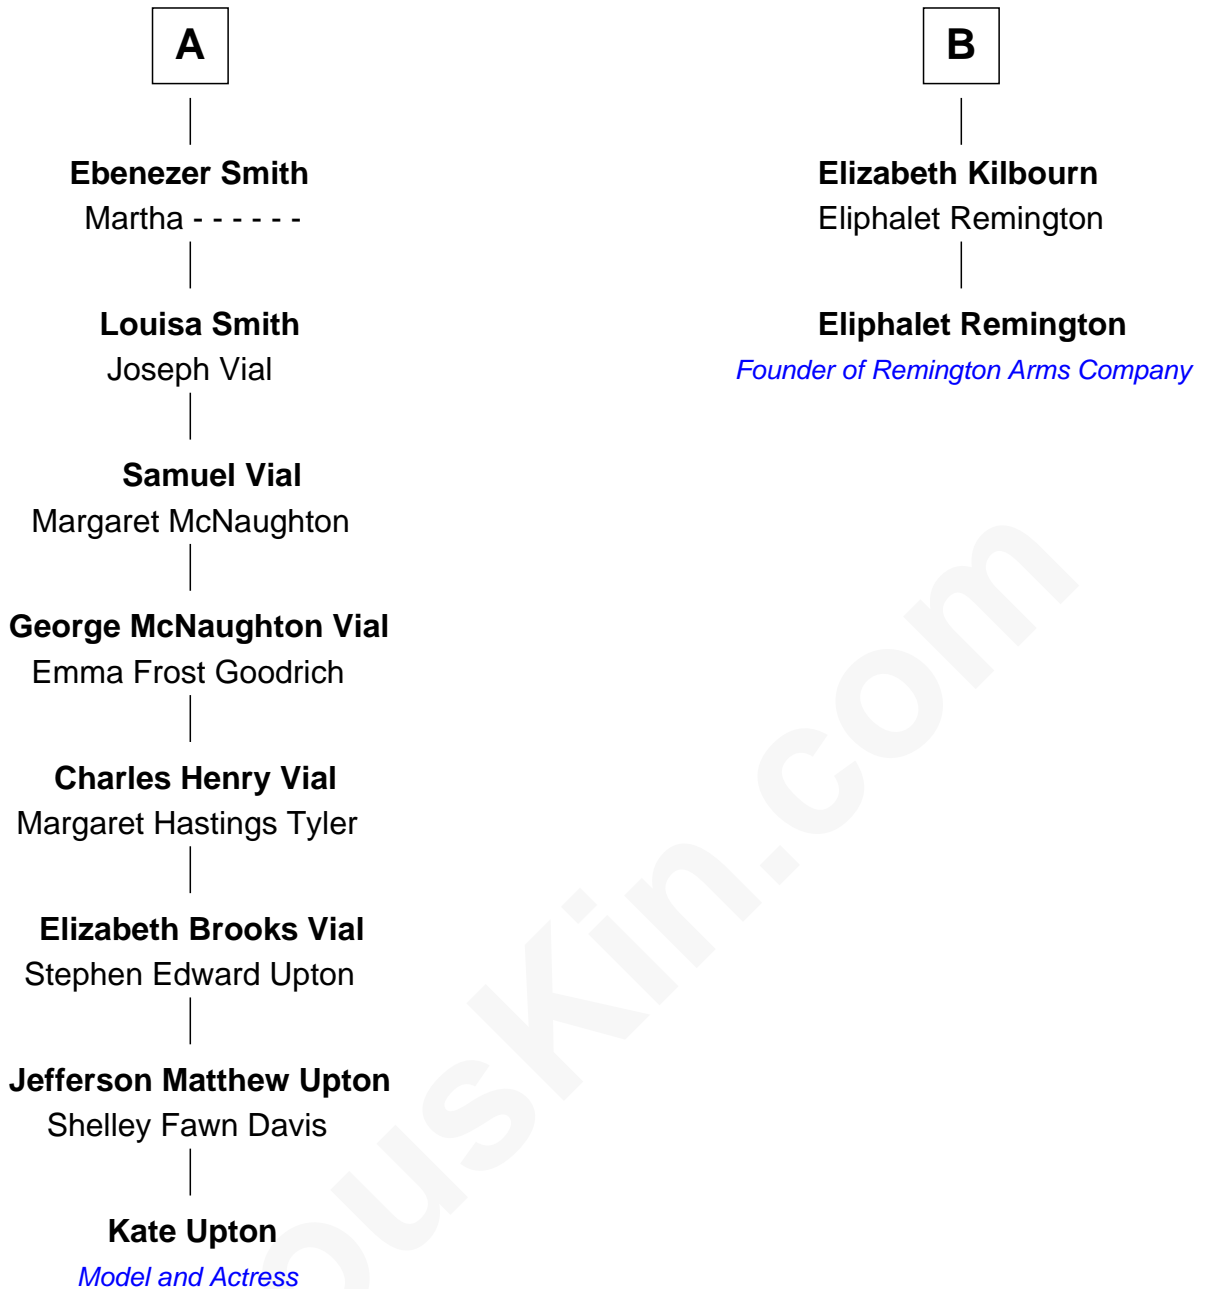 A
Ebenezer Smith
Martha - - - - - -
Louisa Smith
Joseph Vial
Samuel Vial
Margaret McNaughton
George McNaughton Vial
Emma Frost Goodrich
Charles Henry Vial
Margaret Hastings Tyler
Elizabeth Brooks Vial
Stephen Edward Upton
Jefferson Matthew Upton
Shelley Fawn Davis
Kate Upton
Model and Actress
B
Elizabeth Kilbourn
Eliphalet Remington
Eliphalet Remington
Founder of Remington Arms Company
ousKin.com